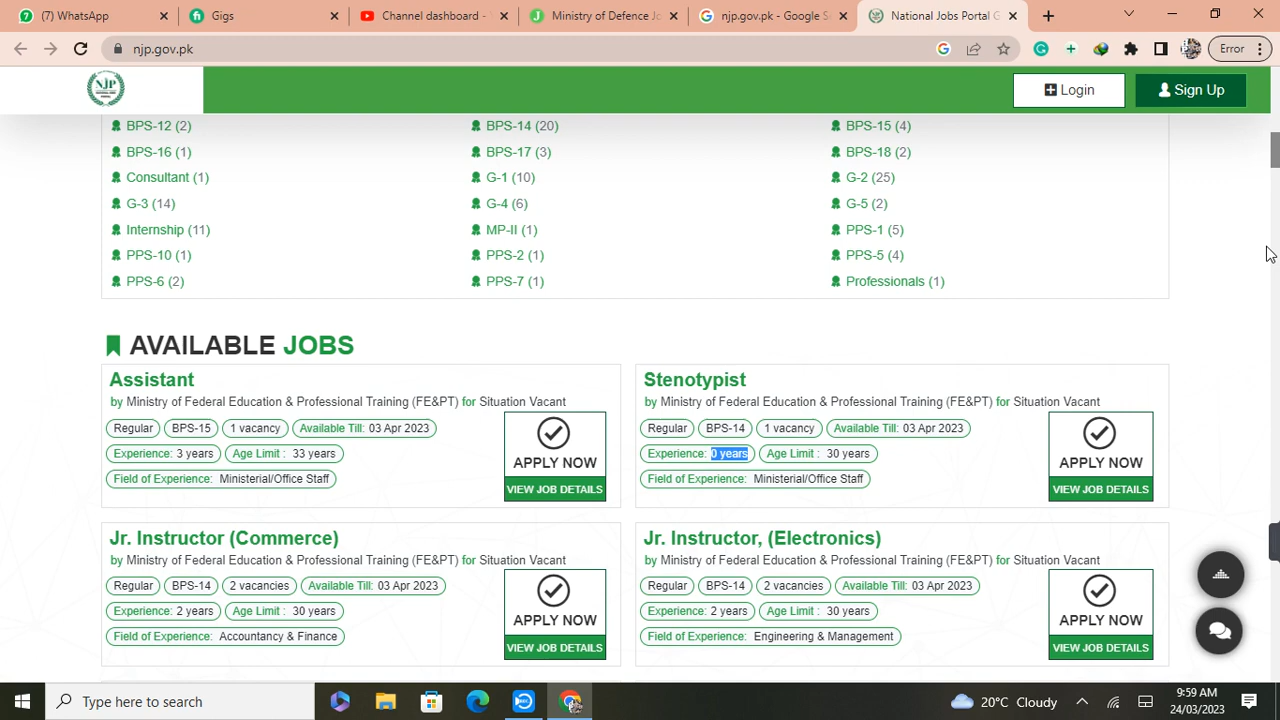 (7) WhatsApp
Gigs
Channel dashboard -
Ministry of Defence Jo
njp.gov.pk - Google S
National Jobs Portal G
njp.gov.pk
Error
NJP
Login
Sign Up
BPS-12 (2)
BPS-14 (20)
BPS-15 (4)
BPS-16 (1)
BPS-17 (3)
BPS-18 (2)
Consultant (1)
G-1 (10)
G-2 (25)
G-3 (14)
G-4 (6)
G-5 (2)
Internship (11)
MP-II (1)
PPS-1 (5)
PPS-10 (1)
PPS-2 (1)
PPS-5 (4)
PPS-6 (2)
PPS-7 (1)
Professionals (1)
AVAILABLE JOBS
Assistant
by Ministry of Federal Education & Professional Training (FE&PT) for Situation Vacant
Regular BPS-15 1 vacancy Available Till: 03 Apr 2023
Experience: 3 years Age Limit : 33 years
Field of Experience: Ministerial/Office Staff
APPLY NOW
VIEW JOB DETAILS
Stenotypist
by Ministry of Federal Education & Professional Training (FE&PT) for Situation Vacant
Regular BPS-14 1 vacancy Available Till: 03 Apr 2023
Experience: 0 years Age Limit : 30 years
Field of Experience: Ministerial/Office Staff
APPLY NOW
VIEW JOB DETAILS
Jr. Instructor (Commerce)
by Ministry of Federal Education & Professional Training (FE&PT) for Situation Vacant
Regular BPS-14 2 vacancies Available Till: 03 Apr 2023
Experience: 2 years Age Limit : 30 years
Field of Experience: Accountancy & Finance
APPLY NOW
VIEW JOB DETAILS
Jr. Instructor, (Electronics)
by Ministry of Federal Education & Professional Training (FE&PT) for Situation Vacant
Regular BPS-14 2 vacancies Available Till: 03 Apr 2023
Experience: 2 years Age Limit : 30 years
Field of Experience: Engineering & Management
APPLY NOW
VIEW JOB DETAILS
Type here to search
20°C Cloudy
9:59 AM
24/03/2023